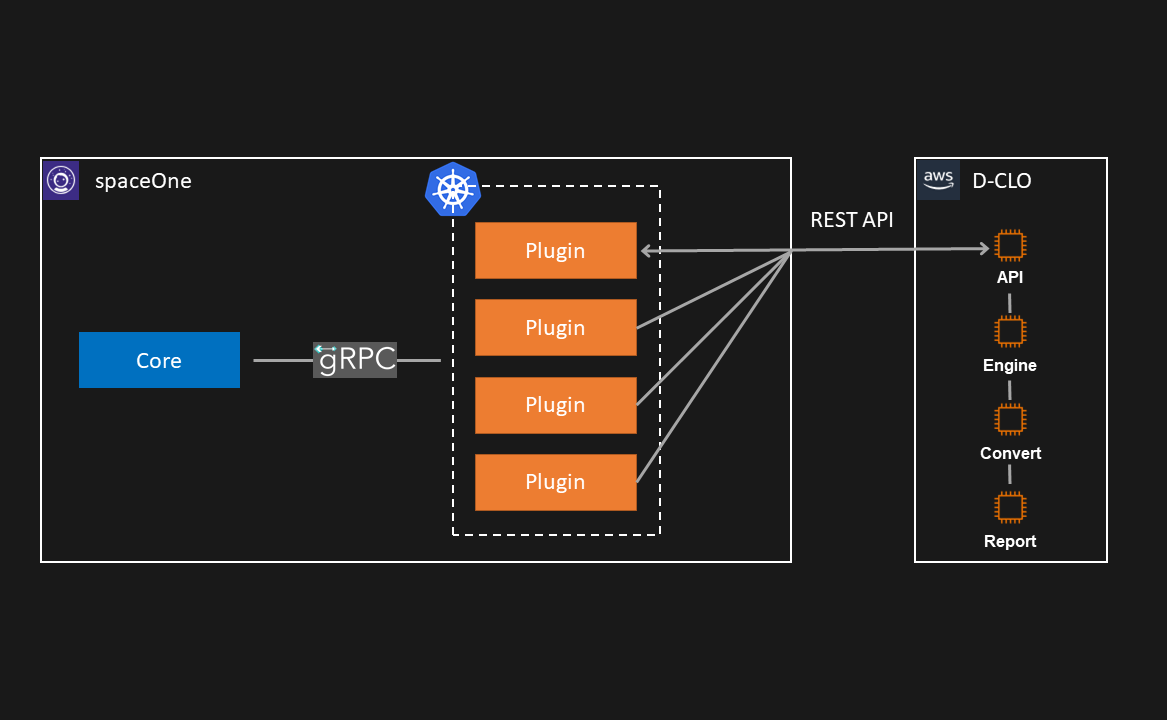 spaceOne
Core
gRPC
Plugin
Plugin
Plugin
Plugin
REST API
aws
D-CLO
API
Engine
Convert
Report